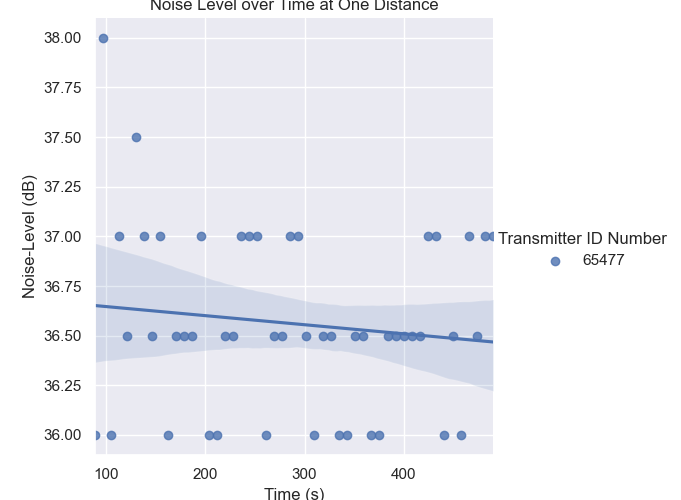 Noise Level over Time at One Distance
38.00
37.75
37.50
37.25
37.00
36.75
36.50
36.25
36.00
Noise-Level (dB)
100 200 300 400
Time (s)
Transmitter ID Number
65477